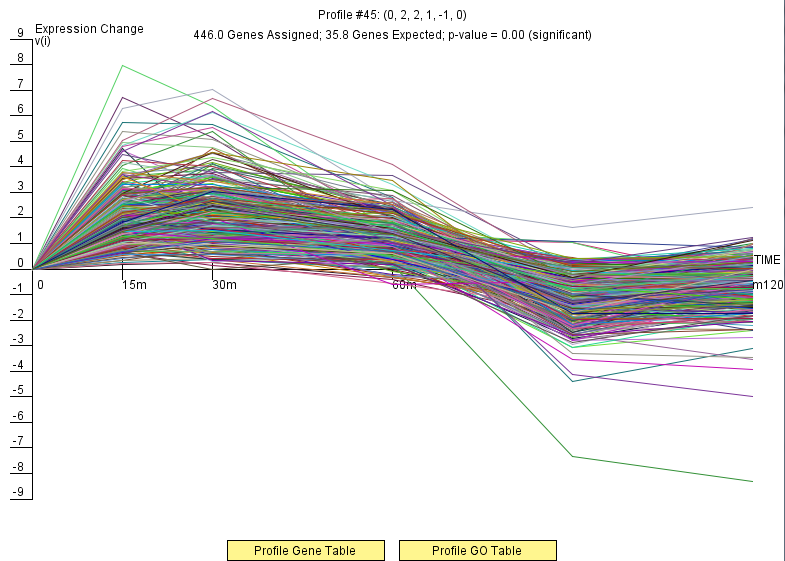 Profile #45: (0, 2, 2, 1, -1, 0)
Expression Change
v(i)
446.0 Genes Assigned; 35.8 Genes Expected; p-value = 0.00 (significant)
9
8
7
6
5
4
3
2
1
0
TIME
0
15m
30m
60m
m120
-1
-2
-3
-4
-5
-6
-7
-8
-9
Profile Gene Table
Profile GO Table